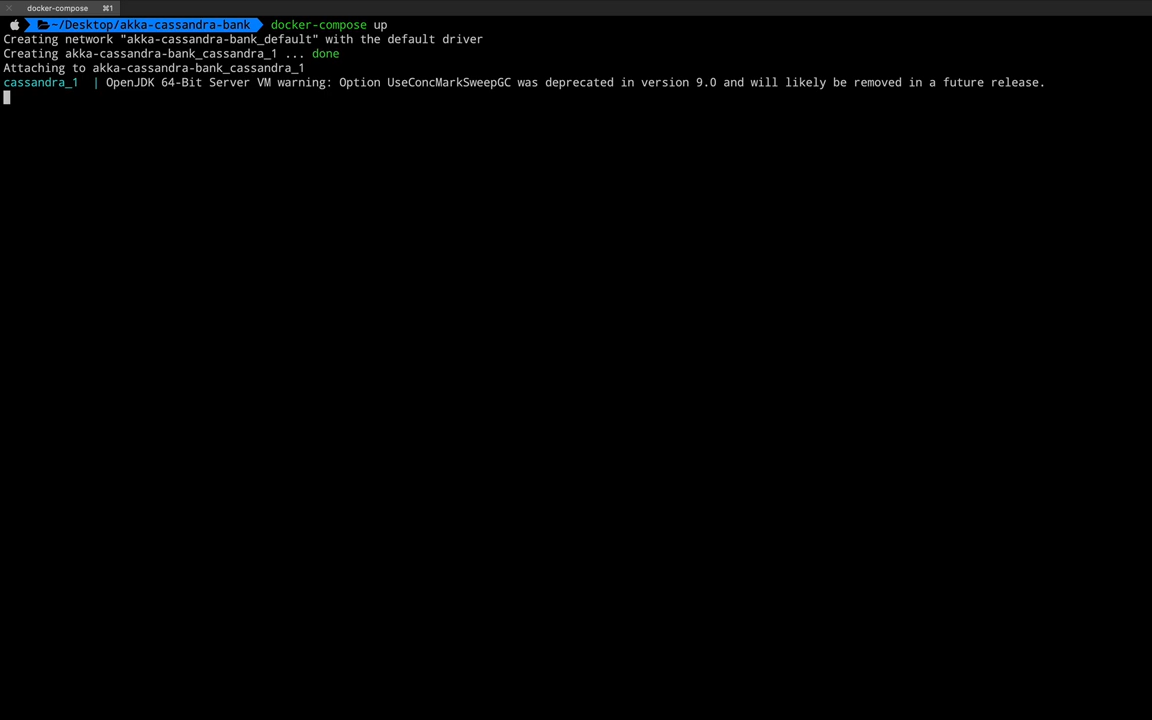 docker-compose ⌘1
~/Desktop/akka-cassandra-bank docker-compose up
Creating network "akka-cassandra-bank_default" with the default driver
Creating akka-cassandra-bank_cassandra_1 ... done
Attaching to akka-cassandra-bank_cassandra_1
cassandra_1  | OpenJDK 64-Bit Server VM warning: Option UseConcMarkSweepGC was deprecated in version 9.0 and will likely be removed in a future release.